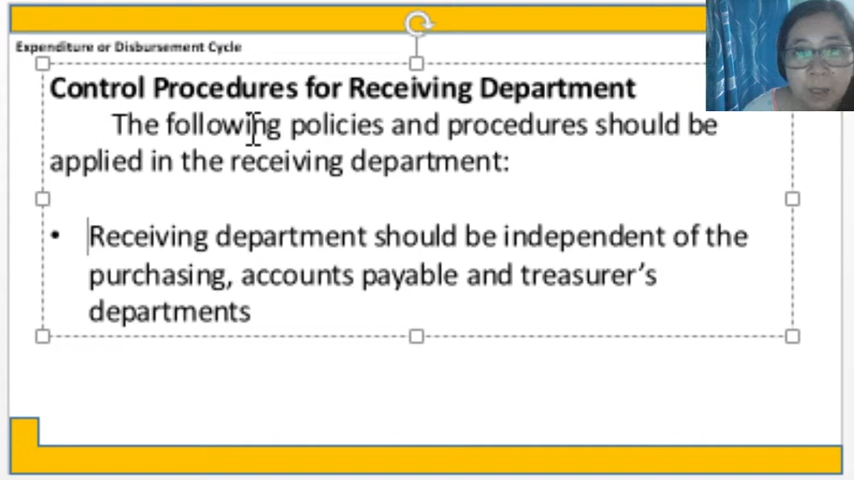 Expenditure or Disbursement Cycle
Control Procedures for Receiving Department
The following policies and procedures should be
applied in the receiving department:
• Receiving department should be independent of the
purchasing, accounts payable and treasurer's
departments